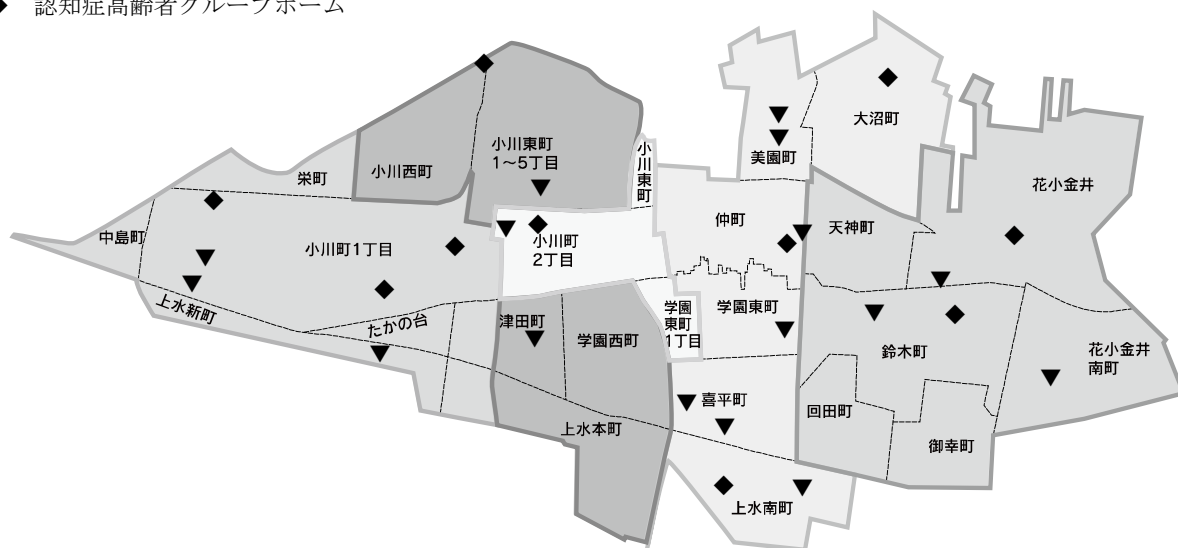 ◆ 認知症高齢者グループホーム
大沼町
小川東町
1～5丁目
小川東町
美園町
小川西町
栄町
花小金井
仲町
天神町
中島町
小川町1丁目
小川町
2丁目
上水新町
たかの台
津田町
学園西町
学園
東町
1丁目
学園東町
鈴木町
花小金井
南町
喜平町
回田町
上水本町
御幸町
上水南町